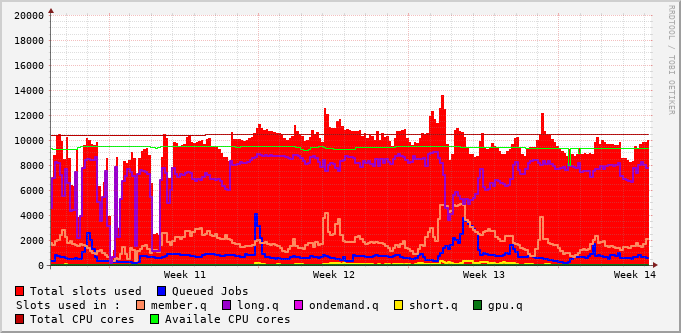 20000
18000
16000
14000
12000
10000
8000
6000
4000
2000
0
Week 11 Week 12 Week 13 Week 14
Total slots used Queued Jobs
Slots used in : member.q long.q ondemand.q short.q gpu.q
Total CPU cores Availale CPU cores
RRDTOOL / TOBI OETIKER